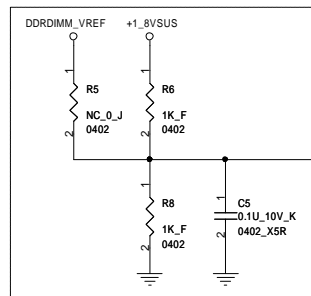 DDRDIMM_VREF
+1_8VSUS
1
R5
NC_0_J
2
0402
1
R6
1K_F
2
0402
1
R8
1K_F
2
0402
1
C5
0.1U_10V_K
2
0402_X5R